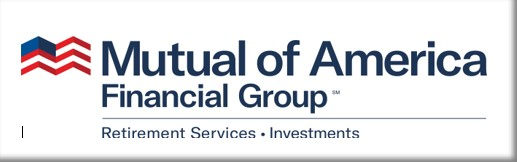 Mutual of America
Financial Group℠
Retirement Services • Investments